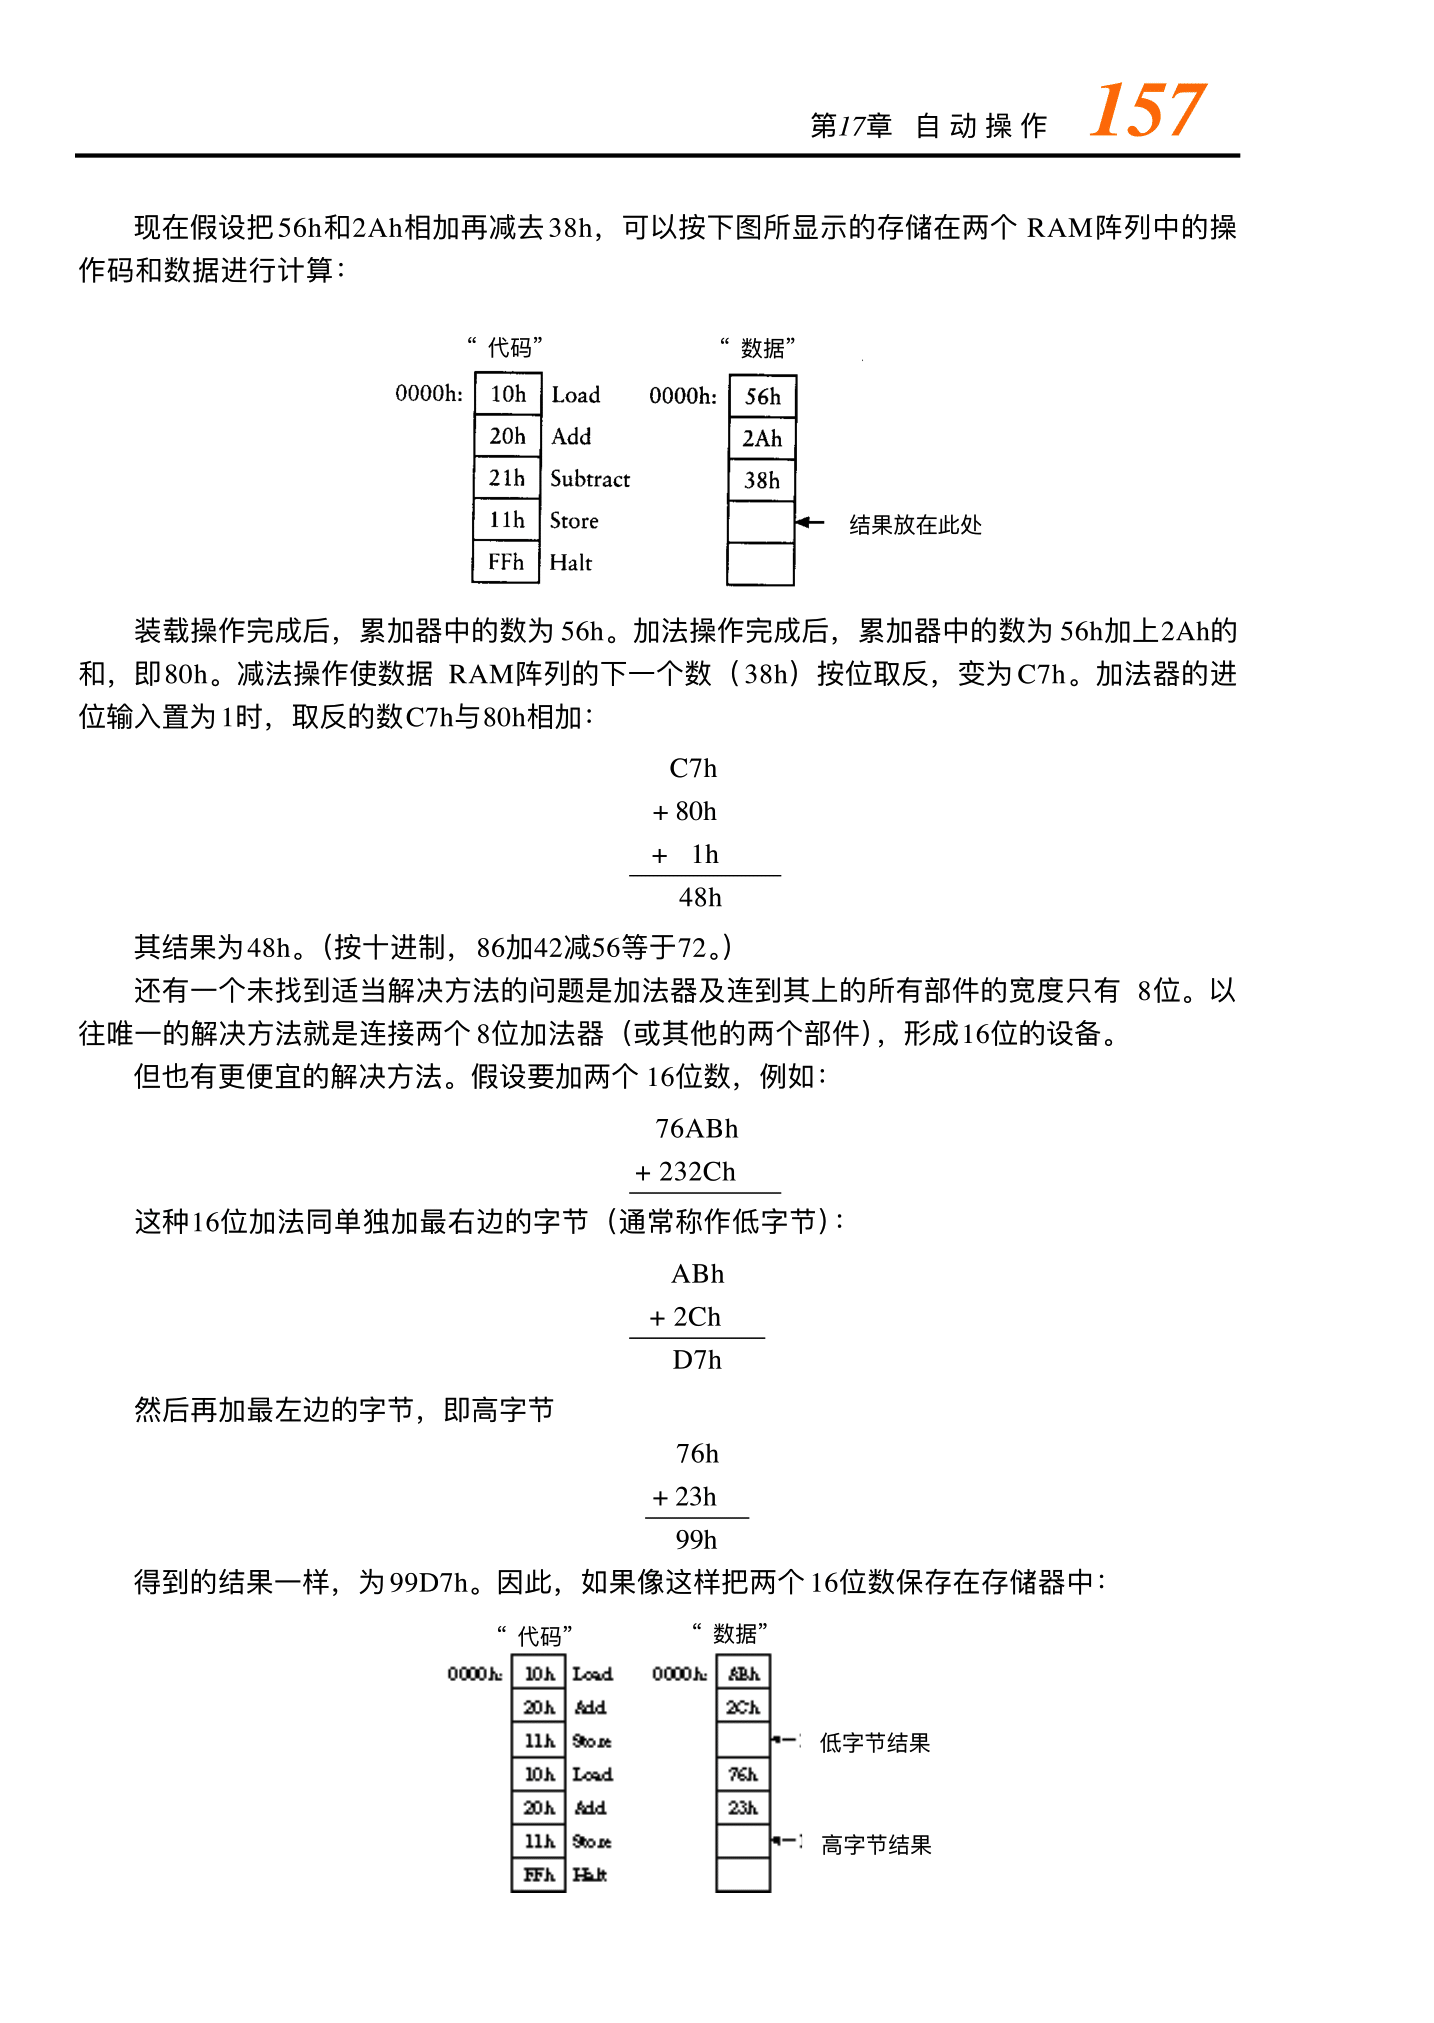 第17章 自动操作 157
现在假设把56h和2Ah相加再减去38h，可以按下图所显示的存储在两个 RAM阵列中的操
作码和数据进行计算：
“代码” “数据”
0000h: 10h Load 0000h: 56h
20h Add 2Ah
21h Subtract 38h
11h Store 结果放在此处
FFh Halt
装载操作完成后，累加器中的数为 56h。加法操作完成后，累加器中的数为 56h加上2Ah的
和，即80h。减法操作使数据 RAM阵列的下一个数（38h）按位取反，变为C7h。加法器的进
位输入置为1时，取反的数C7h与80h相加：
C7h
+ 80h
+ 1h
48h
其结果为48h。（按十进制，86加42减56等于72。）
还有一个未找到适当解决方法的问题是加法器及连到其上的所有部件的宽度只有 8位。以
往唯一的解决方法就是连接两个8位加法器（或其他的两个部件），形成16位的设备。
但也有更便宜的解决方法。假设要加两个 16位数，例如：
76ABh
+ 232Ch
这种16位加法同单独加最右边的字节（通常称作低字节）：
ABh
+ 2Ch
D7h
然后再加最左边的字节，即高字节
76h
+ 23h
99h
得到的结果一样，为99D7h。因此，如果像这样把两个16位数保存在存储器中：
“代码” “数据”
0000h: 10h Load 0000h: ABh
20h Add 2Ch
11h Store 低字节结果
10h Load 76h
20h Add 23h
11h Store 高字节结果
FFh Halt